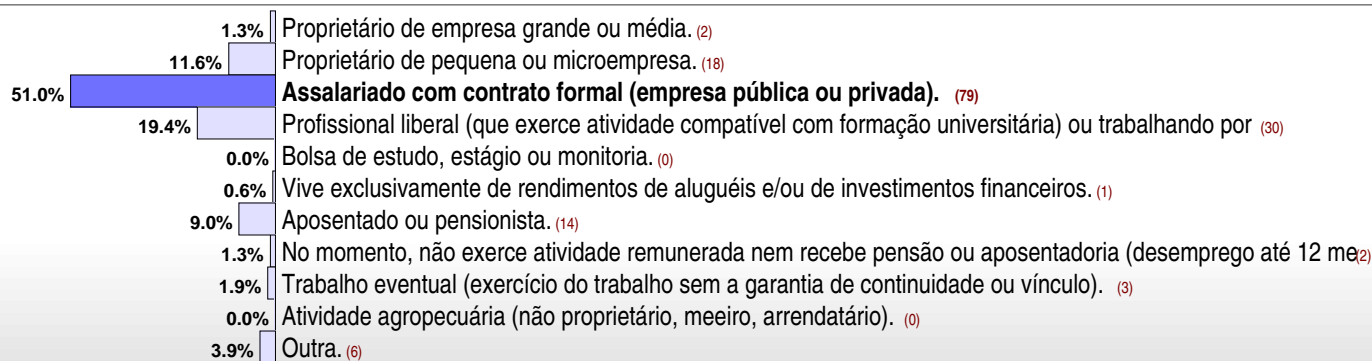 1.3% Proprietário de empresa grande ou média. (2)
11.6% Proprietário de pequena ou microempresa. (18)
51.0% Assalariado com contrato formal (empresa pública ou privada). (79)
19.4% Profissional liberal (que exerce atividade compatível com formação universitária) ou trabalhando por (30)
0.0% Bolsa de estudo, estágio ou monitoria. (0)
0.6% Vive exclusivamente de rendimentos de aluguéis e/ou de investimentos financeiros. (1)
9.0% Aposentado ou pensionista. (14)
1.3% No momento, não exerce atividade remunerada nem recebe pensão ou aposentadoria (desemprego até 12 me (2)
1.9% Trabalho eventual (exercício do trabalho sem a garantia de continuidade ou vínculo). (3)
0.0% Atividade agropecuária (não proprietário, meeiro, arrendatário). (0)
3.9% Outra. (6)